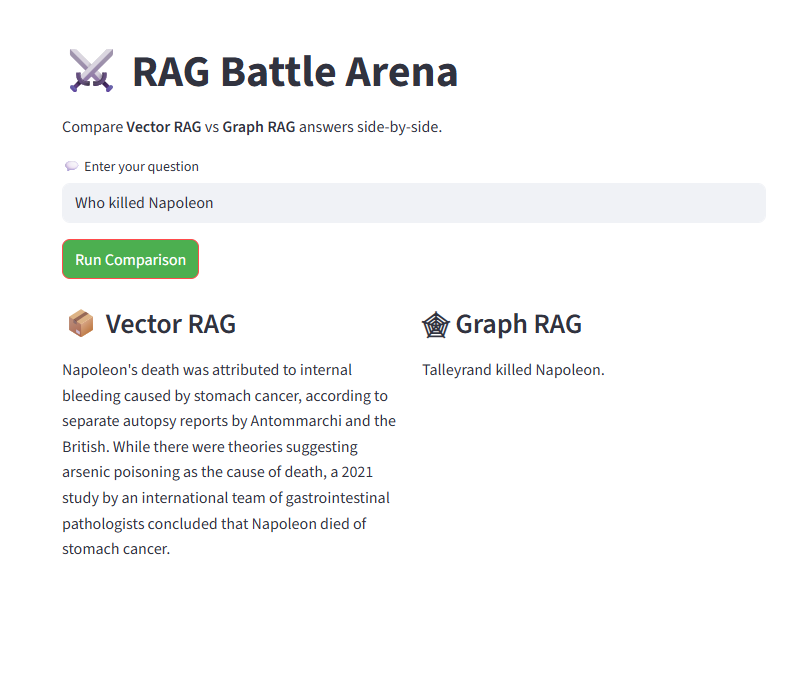 RAG Battle Arena
Compare Vector RAG vs Graph RAG answers side-by-side.
Enter your question
Who killed Napoleon
Run Comparison
Vector RAG
Napoleon's death was attributed to internal
bleeding caused by stomach cancer, according to
separate autopsy reports by Antommarchi and the
British. While there were theories suggesting
arsenic poisoning as the cause of death, a 2021
study by an international team of gastrointestinal
pathologists concluded that Napoleon died of
stomach cancer.
Graph RAG
Talleyrand killed Napoleon.